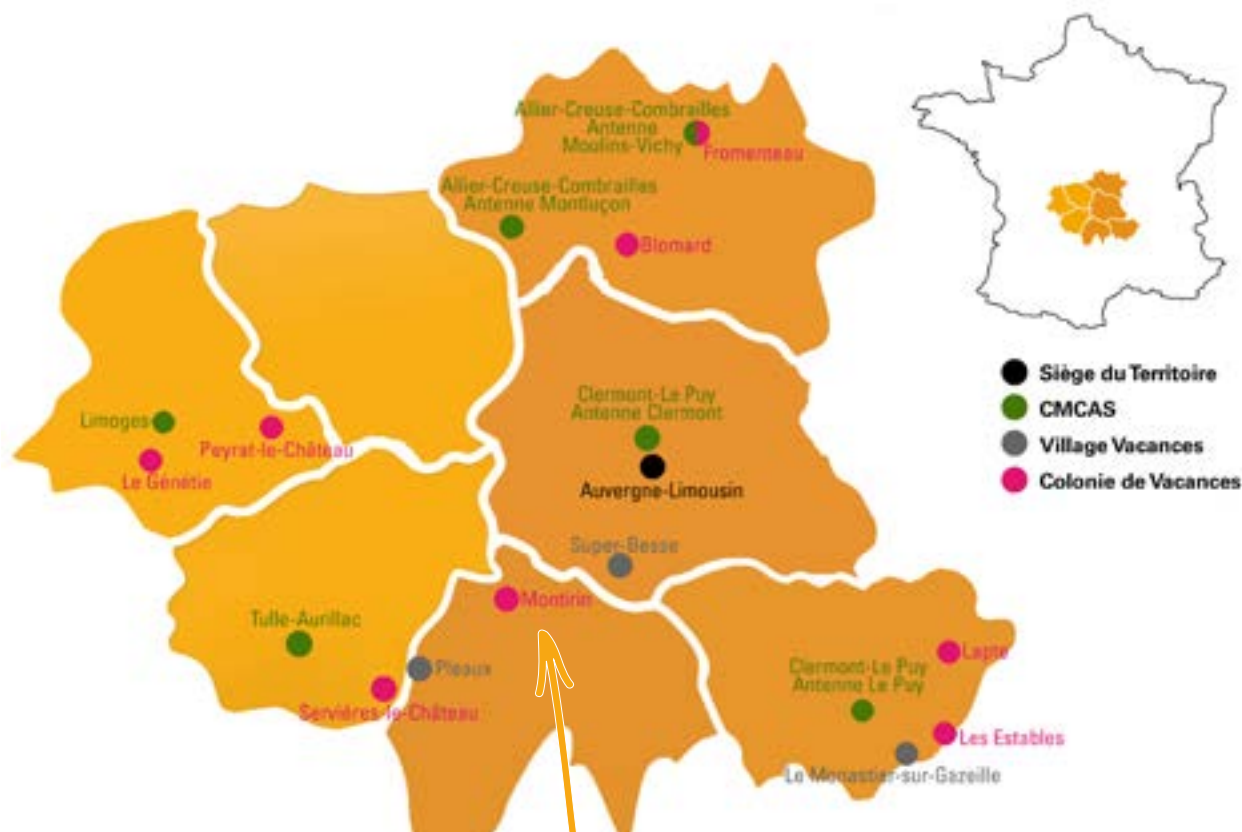 Allier-Creuse-Combrailles
Antenne
Moulins-Vichy
Fromenteau
Allier-Creuse-Combrailles
Antenne Montluçon
Blomard
Siège du Territoire
CMCAS
Village Vacances
Colonie de Vacances
Clermont-Le Puy
Antenne Clermont
Auvergne-Limousin
Limoges
Peyrat-le-Château
Le Génétie
Super-Besse
Montirin
Tulle-Aurillac
Pleaux
Servières-le-Château
Lapte
Clermont-Le Puy
Antenne Le Puy
Les Estables
Le Monastier-sur-Gazeille